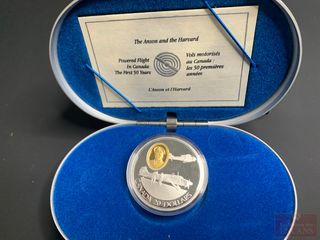 The Anson and the Harvard
Powered Flight
In Canada:
The First 50 Years
Vols motorisés
au Canada :
les 50 premières
années
L'Anson et l'Harvard
CANADA 20 DOLLARS